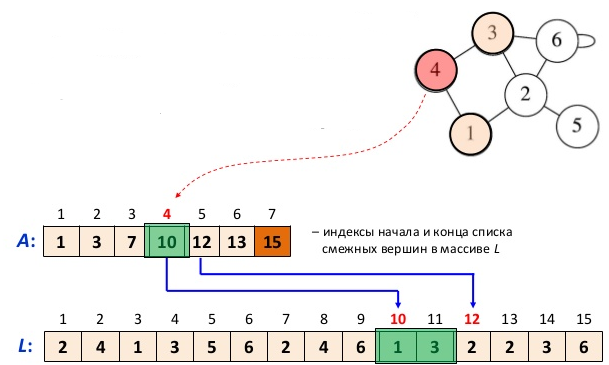 3
6
4
2
1
5
1 2 3 4 5 6 7
A: 1 3 7 10 12 13 15
– индексы начала и конца списка
смежных вершин в массиве L
1 2 3 4 5 6 7 8 9 10 11 12 13 14 15
L: 2 4 1 3 5 6 2 4 6 1 3 2 2 3 6